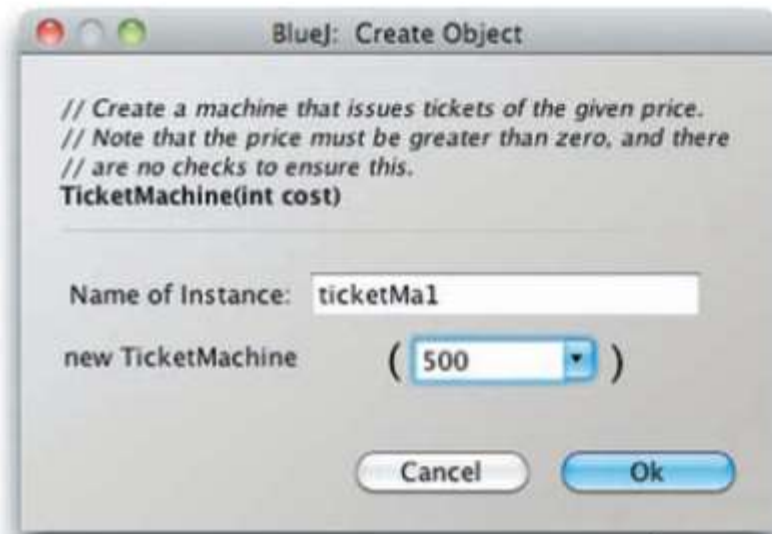 BlueJ: Create Object
// Create a machine that issues tickets of the given price.
// Note that the price must be greater than zero, and there
// are no checks to ensure this.
TicketMachine(int cost)
Name of Instance: ticketMa1
new TicketMachine ( 500 )
Cancel Ok